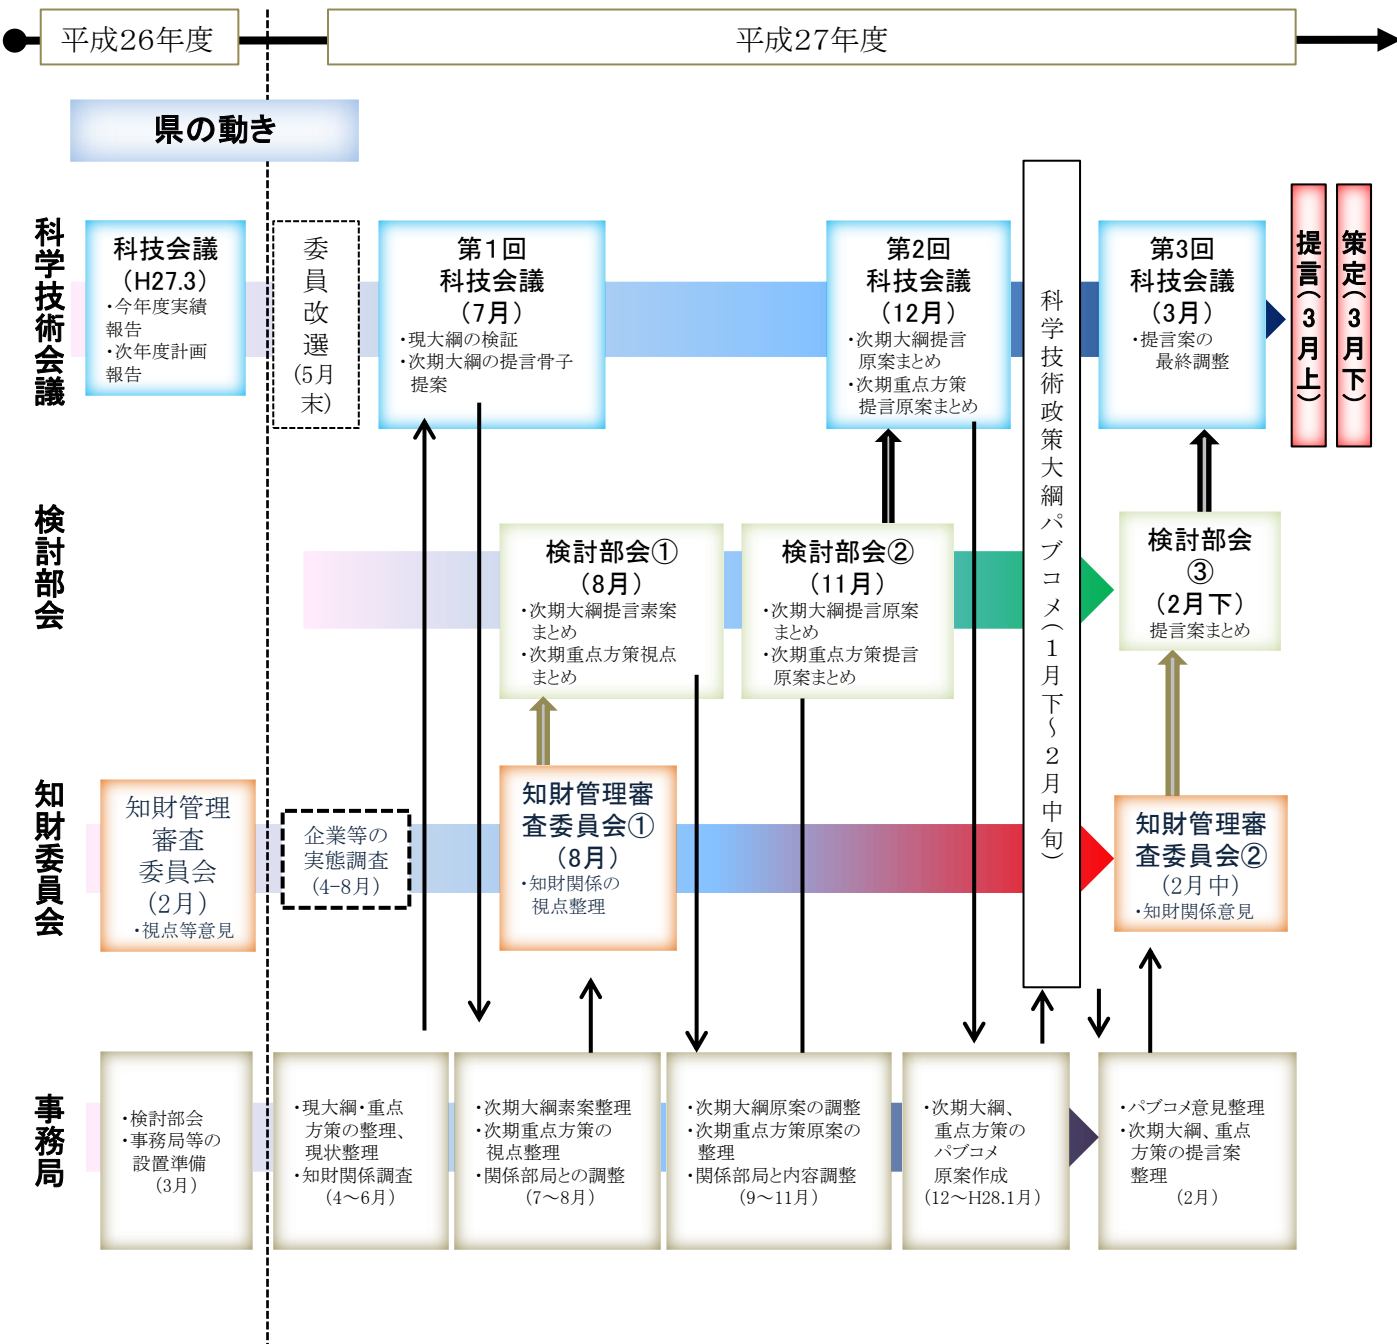 平成26年度
平成27年度
県の動き
科学技術会議
科技会議
(H27.3)
・今年度実績
報告
・次年度計画
報告
委員改選(5月末)
第1回
科技会議
(7月)
・現大綱の検証
・次期大綱の提言骨子
提案
第2回
科技会議
(12月)
・次期大綱提言
原案まとめ
・次期重点方策
提言原案まとめ
科学技術政策大綱パブコメ(1月下～2月中旬)
第3回
科技会議
(3月)
・提言案の
最終調整
提言(3月上)
策定(3月下)
検討部会
検討部会①
(8月)
・次期大綱提言素案
まとめ
・次期重点方策視点
まとめ
検討部会②
(11月)
・次期大綱提言原案
まとめ
・次期重点方策提言
原案まとめ
検討部会
③
(2月下)
提言案まとめ
知財委員会
知財管理
審査
委員会
(2月)
・視点等意見
企業等の
実態調査
(4-8月)
知財管理審
査委員会①
(8月)
・知財関係の
視点整理
知財管理審
査委員会②
(2月中)
・知財関係意見
事務局
・検討部会
・事務局等の
設置準備
(3月)
・現大綱・重点
方策の整理、
現状整理
・知財関係調査
(4～6月)
・次期大綱素案整理
・次期重点方策の
視点整理
・関係部局との調整
(7～8月)
・次期大綱原案の調整
・次期重点方策原案の
整理
・関係部局と内容調整
(9～11月)
・次期大綱、
重点方策の
パブコメ
原案作成
(12～H28.1月)
・パブコメ意見整理
・次期大綱、重点
方策の提言案
整理
(2月)